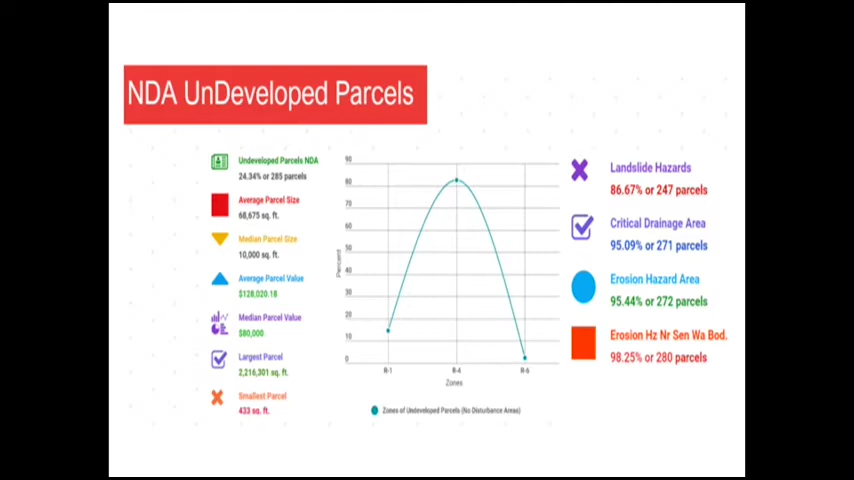 NDA UnDeveloped Parcels
Undeveloped Parcels NDA
24.34% or 285 parcels
Average Parcel Size
68,675 sq. ft.
Median Parcel Size
10,000 sq. ft.
Average Parcel Value
$128,020.18
Median Parcel Value
$80,000
Largest Parcel
2,216,301 sq. ft.
Smallest Parcel
433 sq. ft.
90
80
70
60
50
40
30
20
10
0
Percent
R-1
R-4
R-6
Zones
Zones of Undeveloped Parcels (No Disturbance Areas)
Landslide Hazards
86.67% or 247 parcels
Critical Drainage Area
95.09% or 271 parcels
Erosion Hazard Area
95.44% or 272 parcels
Erosion Hz Nr Sen Wa Bod.
98.25% or 280 parcels